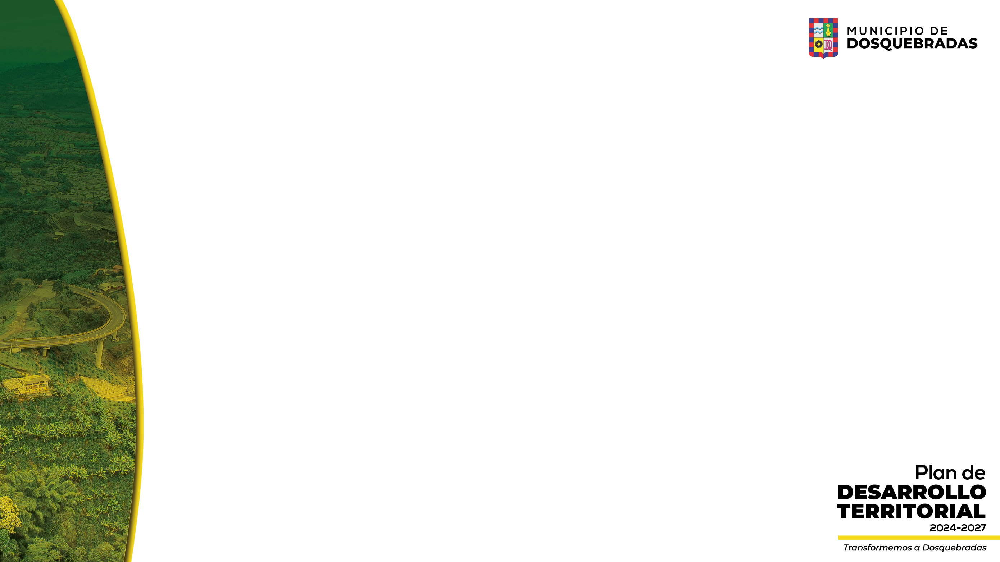 MUNICIPIO DE
DOSQUEBRADAS
Plan de
DESARROLLO
TERRITORIAL
2024-2027
Transformemos a Dosquebradas